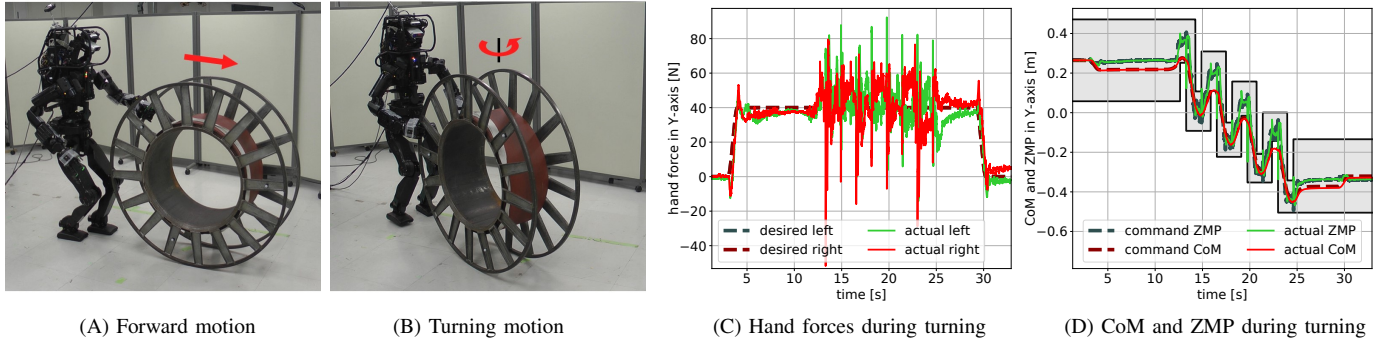 hand force in Y-axis [N]
100
80
60
40
20
0
−20
−40
5 10 15 20 25 30
time [s]
desired left
desired right
actual left
actual right
CoM and ZMP in Y-axis [m]
0.4
0.2
0.0
−0.2
−0.4
−0.6
5 10 15 20 25 30
time [s]
command ZMP
command CoM
actual ZMP
actual CoM
(A) Forward motion
(B) Turning motion
(C) Hand forces during turning
(D) CoM and ZMP during turning